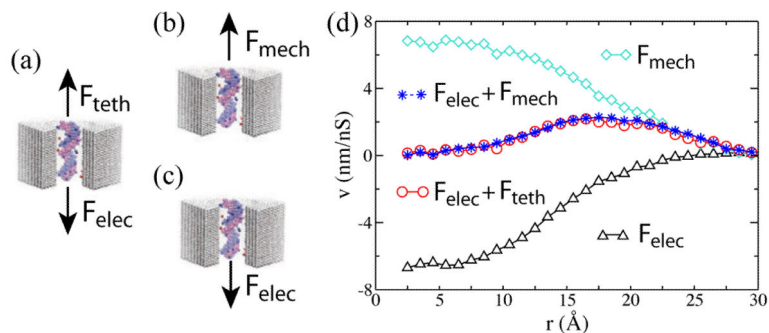 (a)
F_teth
F_elec
(b)
F_mech
(c)
F_elec
(d)
v (nm/nS)
8
4
0
-4
-8
F_mech
F_elec + F_mech
F_elec + F_teth
F_elec
0 5 10 15 20 25 30
r (Å)